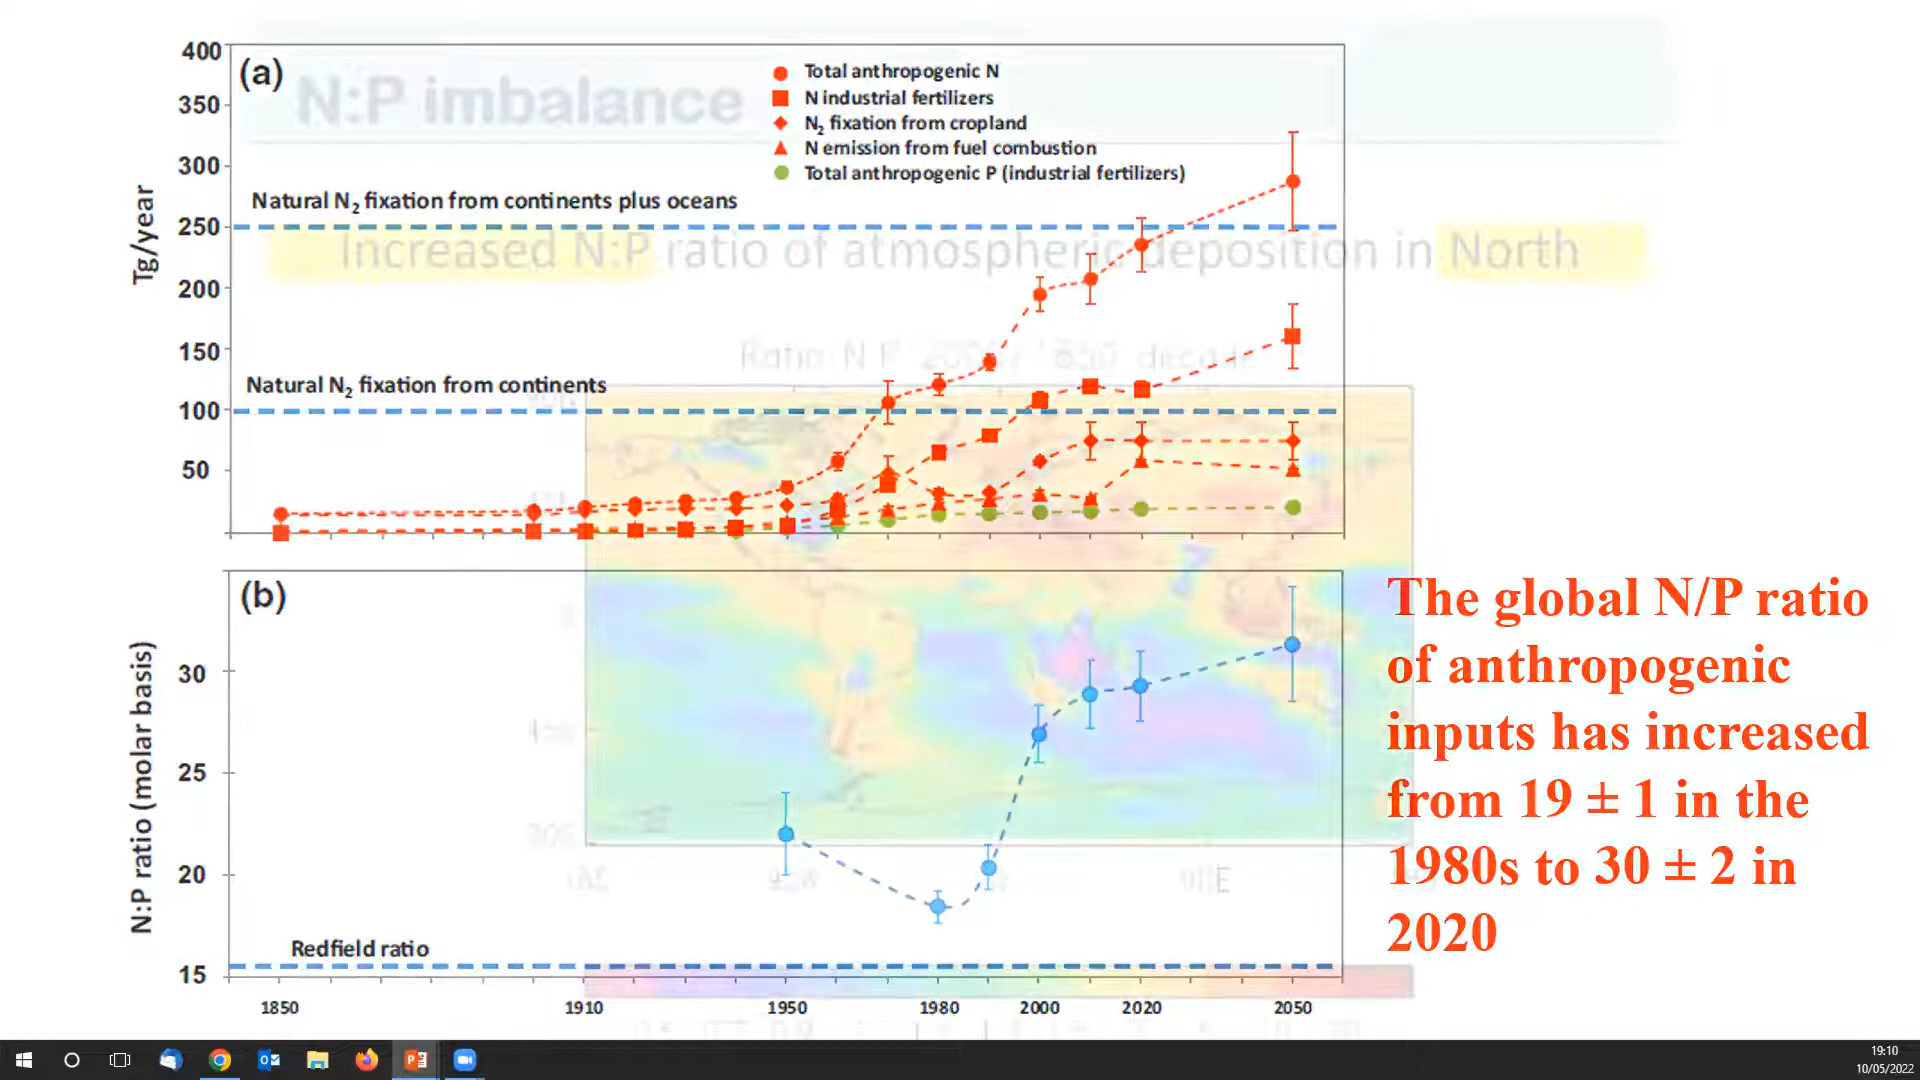 400
(a)
Total anthropogenic N
N:P imbalance
350
N industrial fertilizers
N2 fixation from cropland
N emission from fuel combustion
300
Total anthropogenic P (industrial fertilizers)
Natural N2 fixation from continents plus oceans
250
Increased N:P ratio of atmospheric deposition in North
Tg/year
200
150
Natural N2 fixation from continents
100
50
(b)
The global N/P ratio
of anthropogenic
inputs has increased
from 19 ± 1 in the
1980s to 30 ± 2 in
2020
N:P ratio (molar basis)
30
25
20
Redfield ratio
15
1850 1910 1950 1980 2000 2020 2050
19:10
10/05/2022